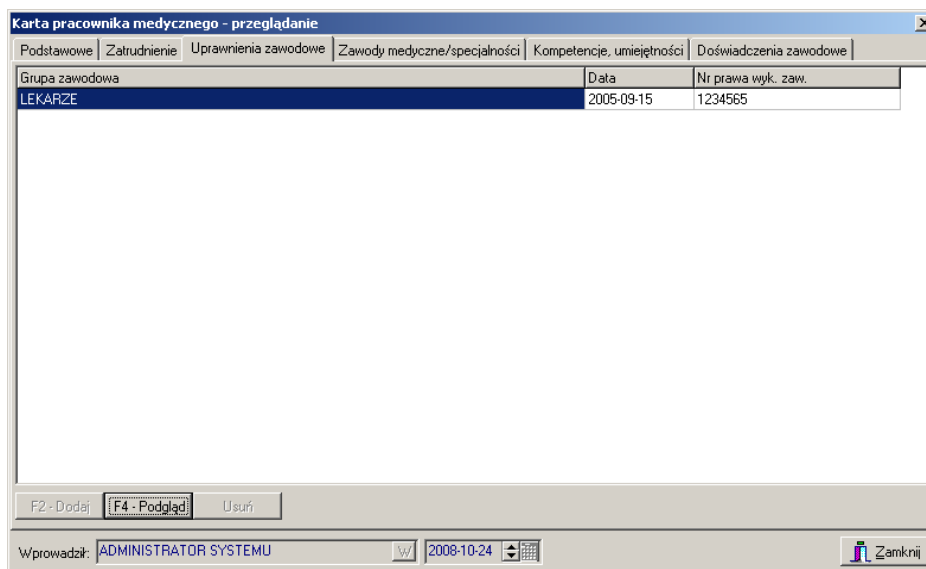 Karta pracownika medycznego - przeglądanie
Podstawowe Zatrudnienie Uprawnienia zawodowe Zawody medyczne/specjalności Kompetencje, umiejętności Doświadczenia zawodowe
Grupa zawodowa Data Nr prawa wyk. zaw.
LEKARZE 2005-09-15 1234565
F2 - Dodaj F4 - Podgląd Usuń
Wprowadził: ADMINISTRATOR SYSTEMU W 2008-10-24 Zamknij